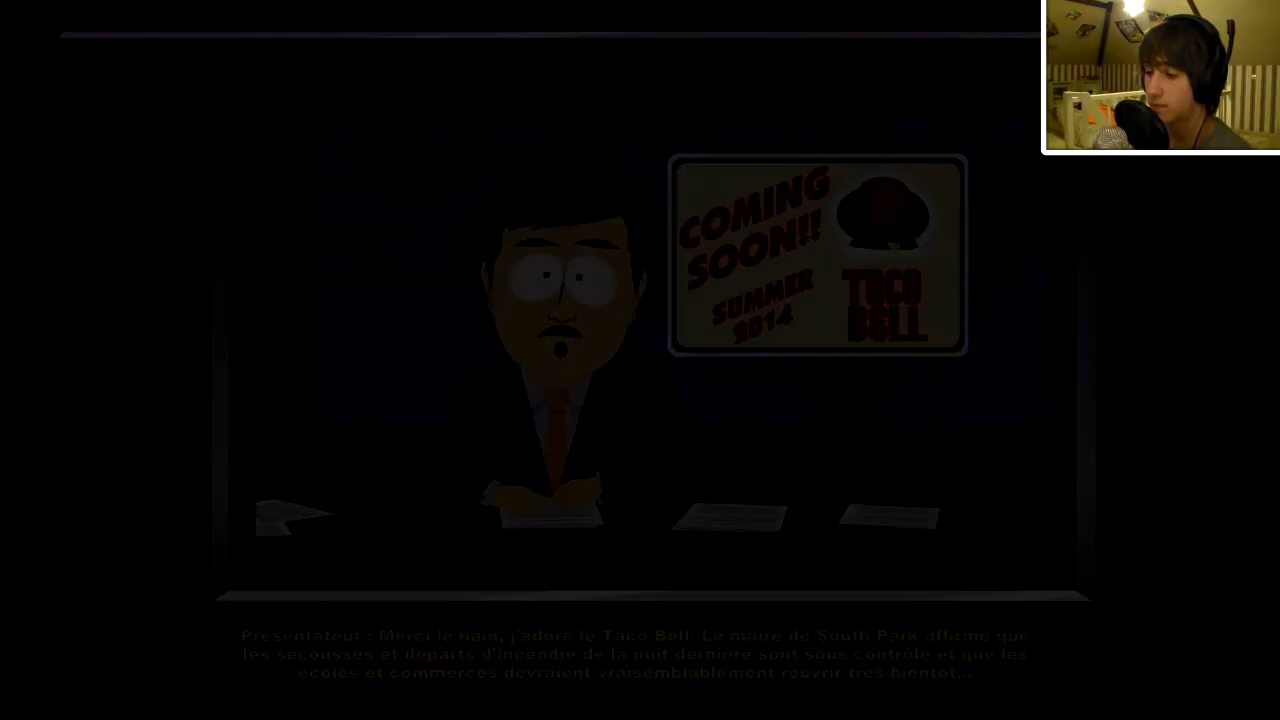 COMING
SOON!!
SUMMER
2014
TACO
BELL
Presentateur : Merci le nain, j'adore le Taco Bell. Le maire de South Park affirme que
les secousses et departs d'incendie de la nuit dernière sont sous contrôle et que les
écoles et commerces devraient vraisemblablement rouvrir très bientôt...